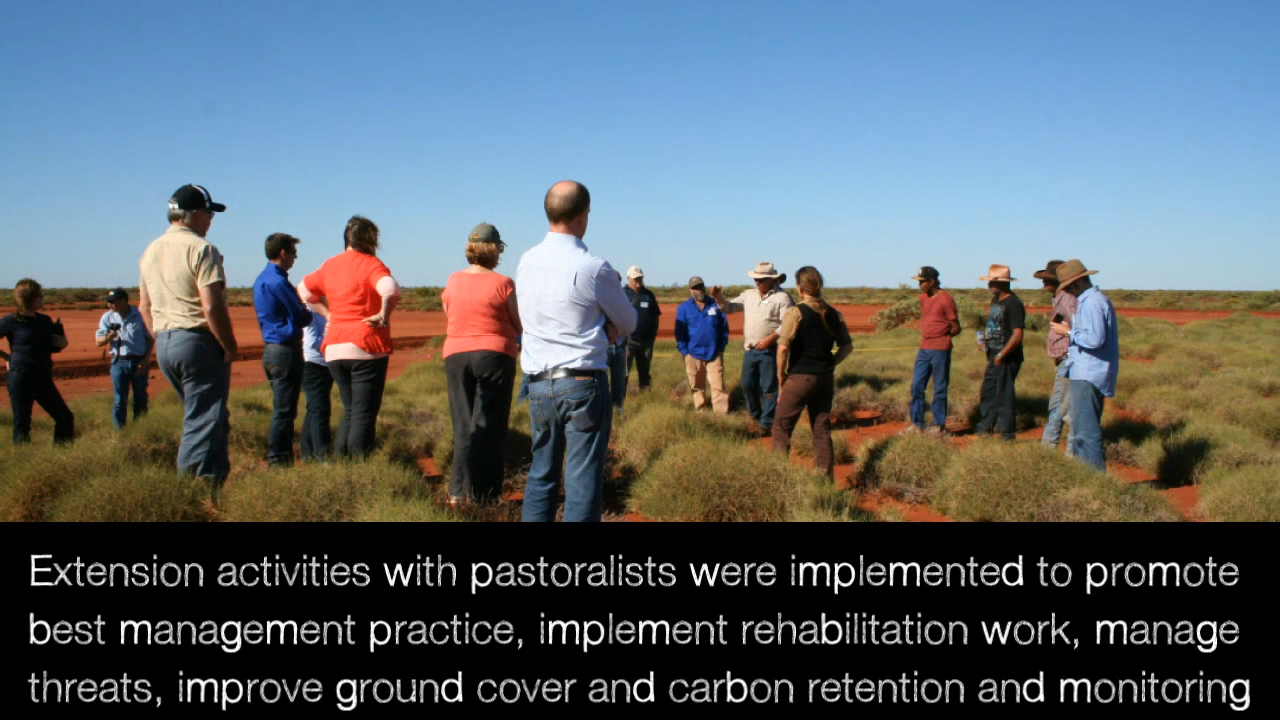 Extension activities with pastoralists were implemented to promote
best management practice, implement rehabilitation work, manage
threats, improve ground cover and carbon retention and monitoring